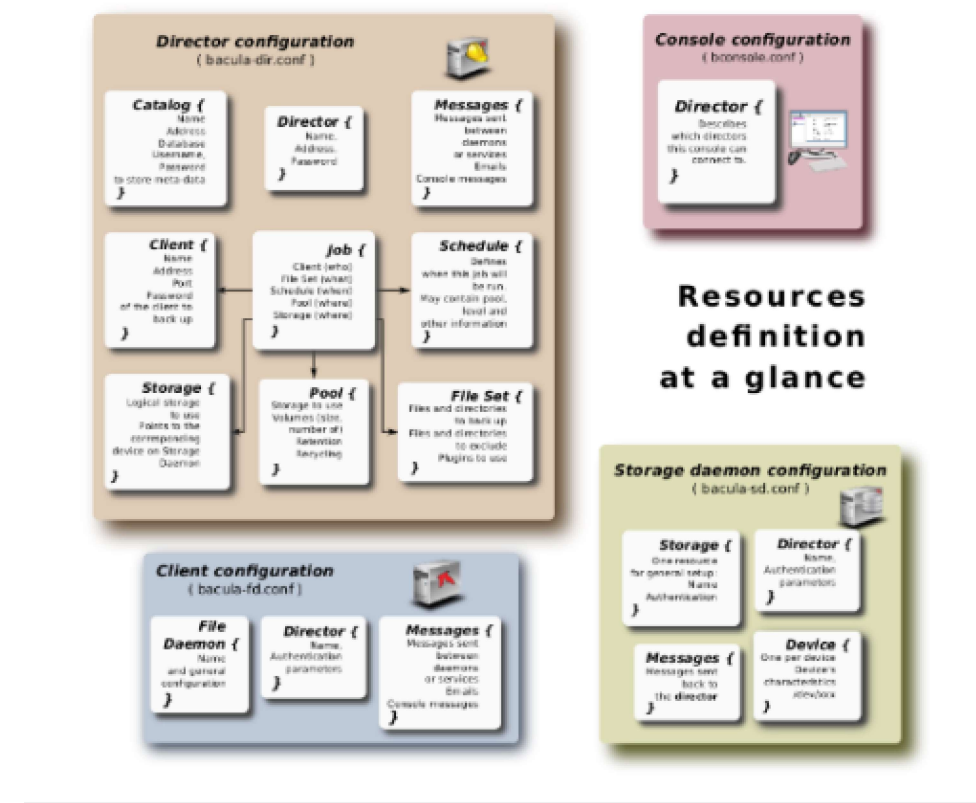 Director configuration
( bacula-dir.conf )
Catalog {
Name
Address
Database
Username,
Password
to store meta-data
}
Director {
Name,
Address,
Password
}
Messages {
Messages sent
between
daemons
or services
Emails
Console messages
}
Client {
Name
Address
Port
Password
of the client to
back up
}
Job {
Client (who)
File Set (what)
Schedule (when)
Pool (where)
Storage (where)
}
Schedule {
Defines
when this job will
be run.
May contain pool,
level and
other information
}
Storage {
Logical storage
to use
Points to the
corresponding
device on Storage
Daemon
}
Pool {
Storage to use
Volumes (size,
number of)
Retention
Recycling
}
File Set {
Files and directories
to back up
Files and directories
to exclude
Plugins to use
}
Console configuration
( bconsole.conf )
Director {
Describes
which directors
this console can
connect to.
}
Resources
definition
at a glance
Client configuration
( bacula-fd.conf )
File
Daemon {
Name
and general
configuration
}
Director {
Name,
Authentication
parameters
}
Messages {
Messages sent
between
daemons
or services
Emails
Console messages
}
Storage daemon configuration
( bacula-sd.conf )
Storage {
One resource
for general setup:
Name
Authentication
}
Director {
Name,
Authentication
parameters
}
Messages {
Messages sent
back to
the director
}
Device {
One per device
Device's
characteristics
/dev/xxx
}